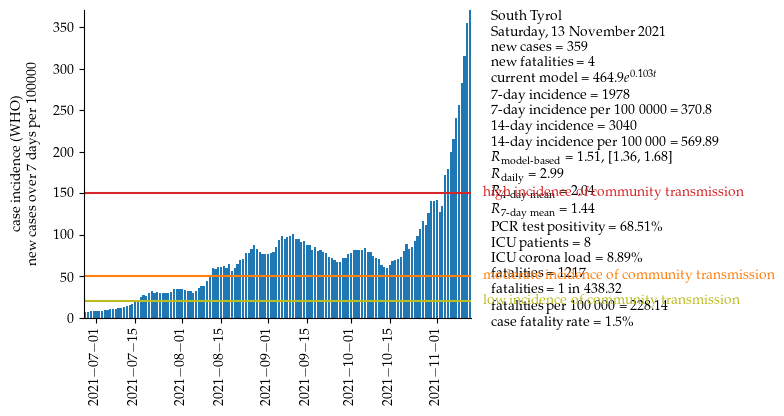 South Tyrol
Saturday, 13 November 2021
new cases = 359
new fatalities = 4
current model = 464.9e^0.103t
7-day incidence = 1978
7-day incidence per 100 0000 = 370.8
14-day incidence = 3040
14-day incidence per 100 000 = 569.89
R model-based = 1.51, [1.36, 1.68]
R daily = 2.99
R 4-day mean = 2.04
high incidence of community transmission
R 7-day mean = 1.44
PCR test positivity = 68.51%
ICU patients = 8
ICU corona load = 8.89%
fatalities = 1217
moderate incidence of community transmission
fatalities = 1 in 438.32
low incidence of community transmission
fatalities per 100 000 = 228.14
case fatality rate = 1.5%
case incidence (WHO)
new cases over 7 days per 100000
350
300
250
200
150
100
50
0
2021−07−01
2021−07−15
2021−08−01
2021−08−15
2021−09−01
2021−09−15
2021−10−01
2021−10−15
2021−11−01